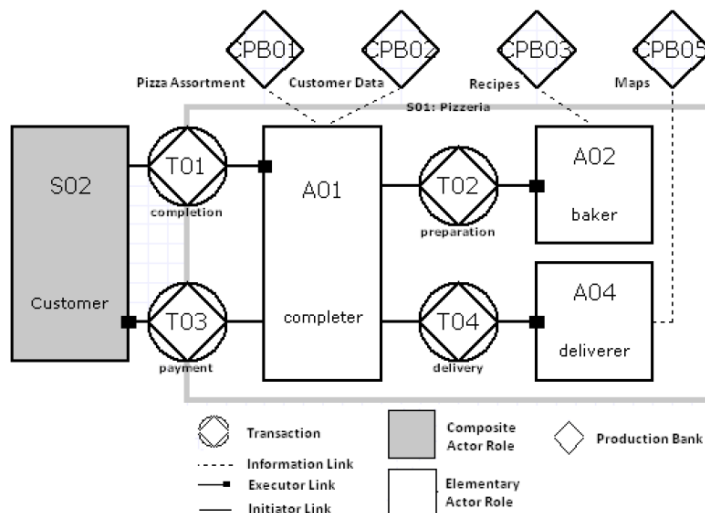 CPB01
CPB02
CPB03
CPB05
Pizza Assortment
Customer Data
Recipes
Maps
S01: Pizzeria
S02
Customer
T01
completion
T03
payment
A01
completer
T02
preparation
T04
delivery
A02
baker
A04
deliverer
Transaction
Information Link
Executor Link
Initiator Link
Composite
Actor Role
Elementary
Actor Role
Production Bank